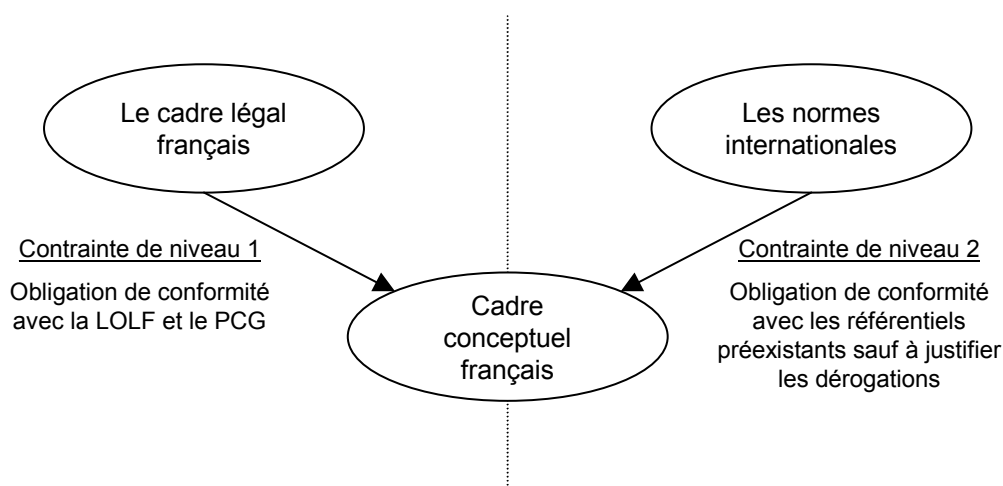 Le cadre légal
français
Les normes
internationales
Contrainte de niveau 1
Obligation de conformité
avec la LOLF et le PCG
Contrainte de niveau 2
Obligation de conformité
avec les référentiels
préexistants sauf à justifier
les dérogations
Cadre
conceptuel
français